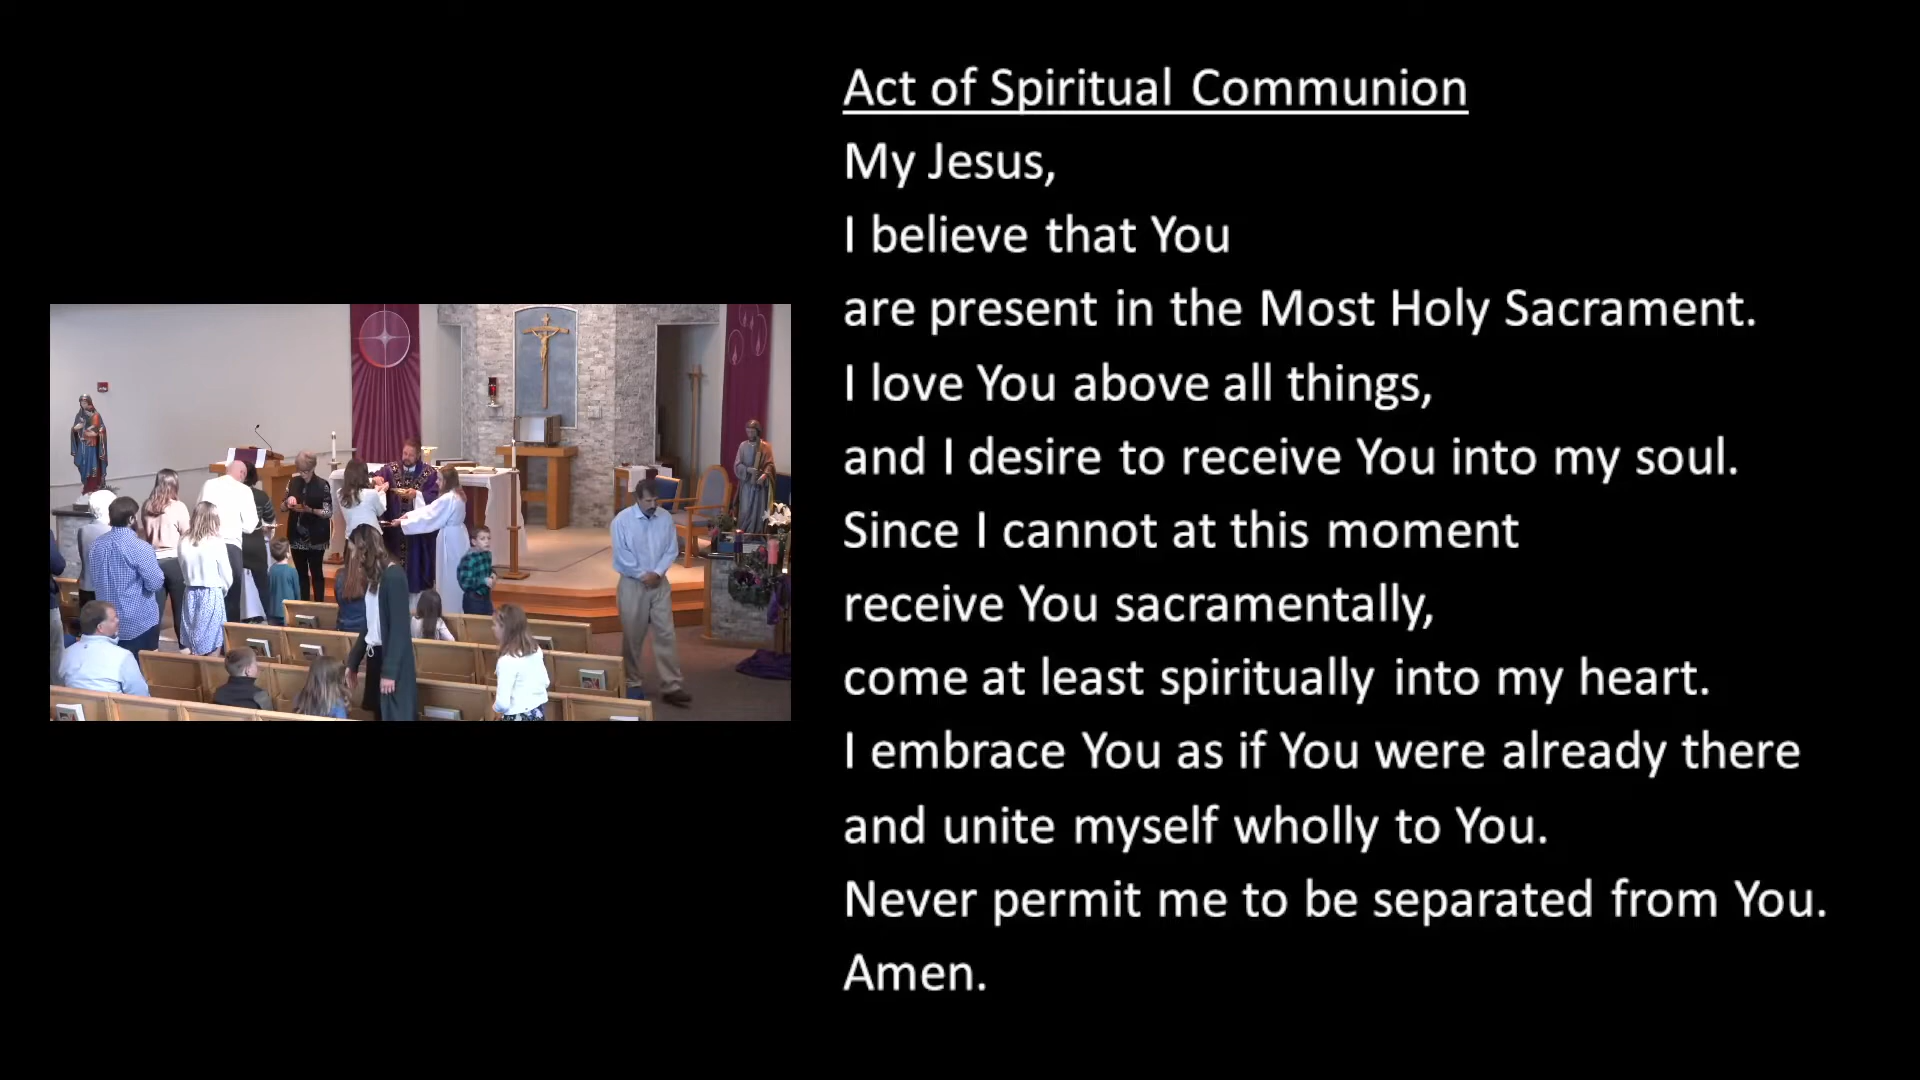 Act of Spiritual Communion
My Jesus,
I believe that You
are present in the Most Holy Sacrament.
I love You above all things,
and I desire to receive You into my soul.
Since I cannot at this moment
receive You sacramentally,
come at least spiritually into my heart.
I embrace You as if You were already there
and unite myself wholly to You.
Never permit me to be separated from You.
Amen.